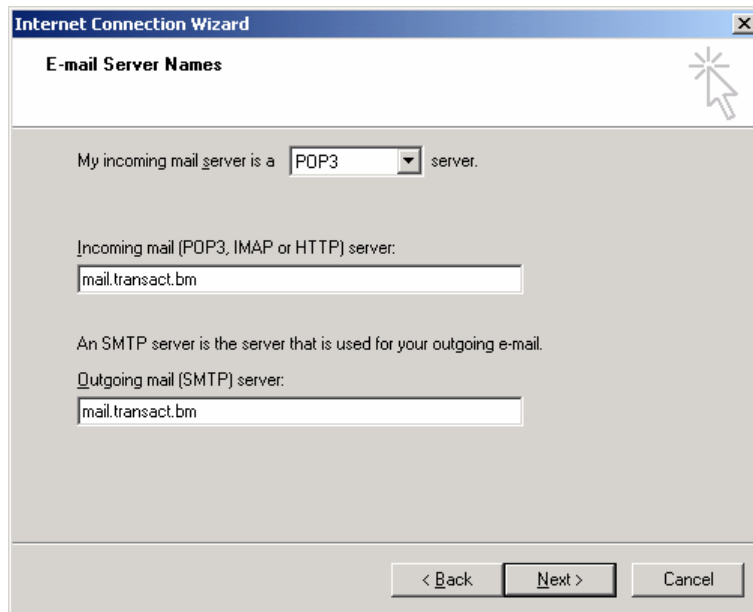 Internet Connection Wizard
E-mail Server Names
My incoming mail server is a POP3 server.
Incoming mail (POP3, IMAP or HTTP) server:
mail.transact.bm
An SMTP server is the server that is used for your outgoing e-mail.
Outgoing mail (SMTP) server:
mail.transact.bm
< Back Next > Cancel